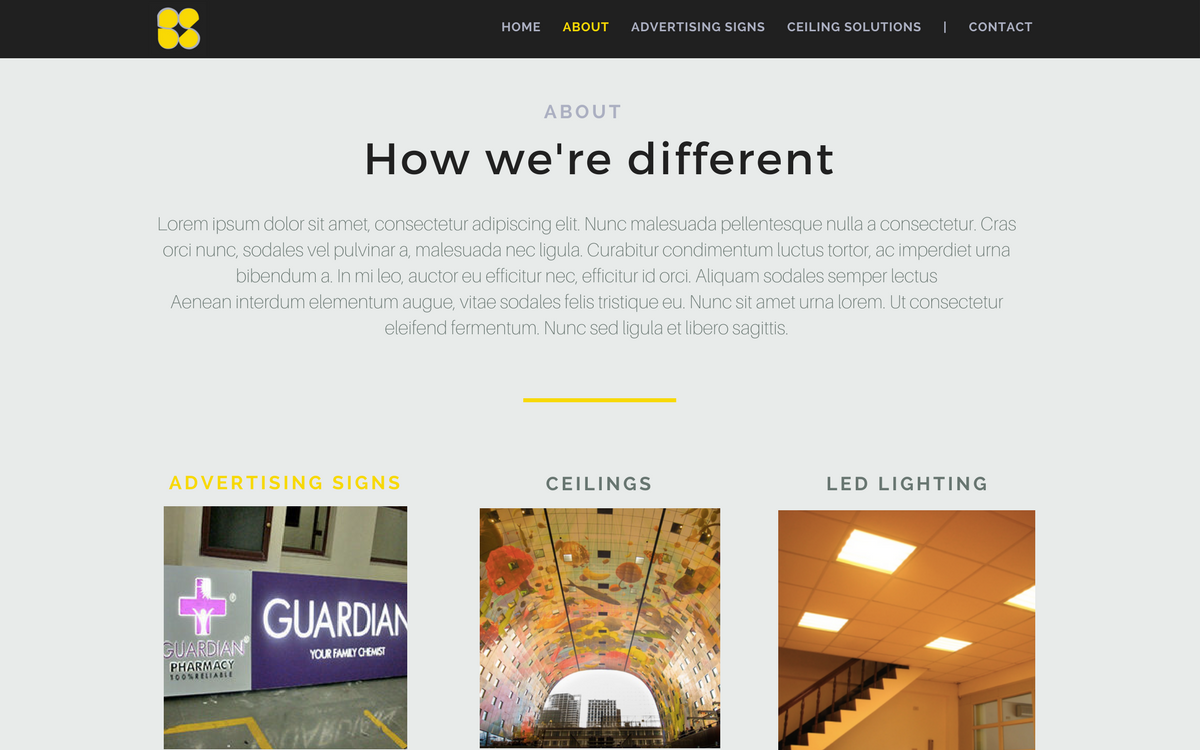 HOME ABOUT ADVERTISING SIGNS CEILING SOLUTIONS | CONTACT
ABOUT
How we're different
Lorem ipsum dolor sit amet, consectetur adipiscing elit. Nunc malesuada pellentesque nulla a consectetur. Cras
orci nunc, sodales vel pulvinar a, malesuada nec ligula. Curabitur condimentum luctus tortor, ac imperdiet urna
bibendum a. In mi leo, auctor eu efficitur nec, efficitur id orci. Aliquam sodales semper lectus
Aenean interdum elementum augue, vitae sodales felis tristique eu. Nunc sit amet urna lorem. Ut consectetur
eleifend fermentum. Nunc sed ligula et libero sagittis.
ADVERTISING SIGNS
CEILINGS
LED LIGHTING
®
GUARDIAN®
PHARMACY
100% RELIABLE
GUARDIAN
YOUR FAMILY CHEMIST